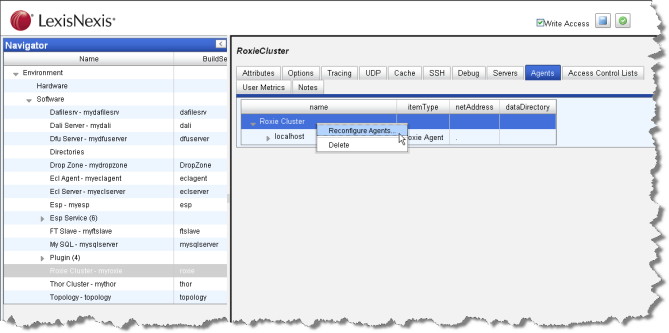 LexisNexis®
Write Access
Navigator
Name BuildSe
Environment
Hardware
Software
Dafilesrv - mydafilesrv dafilesrv
Dali Server - mydali dali
Dfu Server - mydfuserver dfuserver
Directories
Drop Zone - mydropzone DropZone
Ecl Agent - myeclagent eclagent
Ecl Server - myeclserver eclserver
Esp - myesp esp
Esp Service (6)
FT Slave - myftslave ftslave
My SQL - mysqlserver mysqlserver
Plugin (4)
Roxie Cluster - myroxie roxie
Thor Cluster - mythor thor
Topology - topology topology
RoxieCluster
Attributes Options Tracing UDP Cache SSH Debug Servers Agents Access Control Lists
User Metrics Notes
name itemType netAddress dataDirectory
Roxie Cluster
localhost oxie Agent .
Reconfigure Agents...
Delete